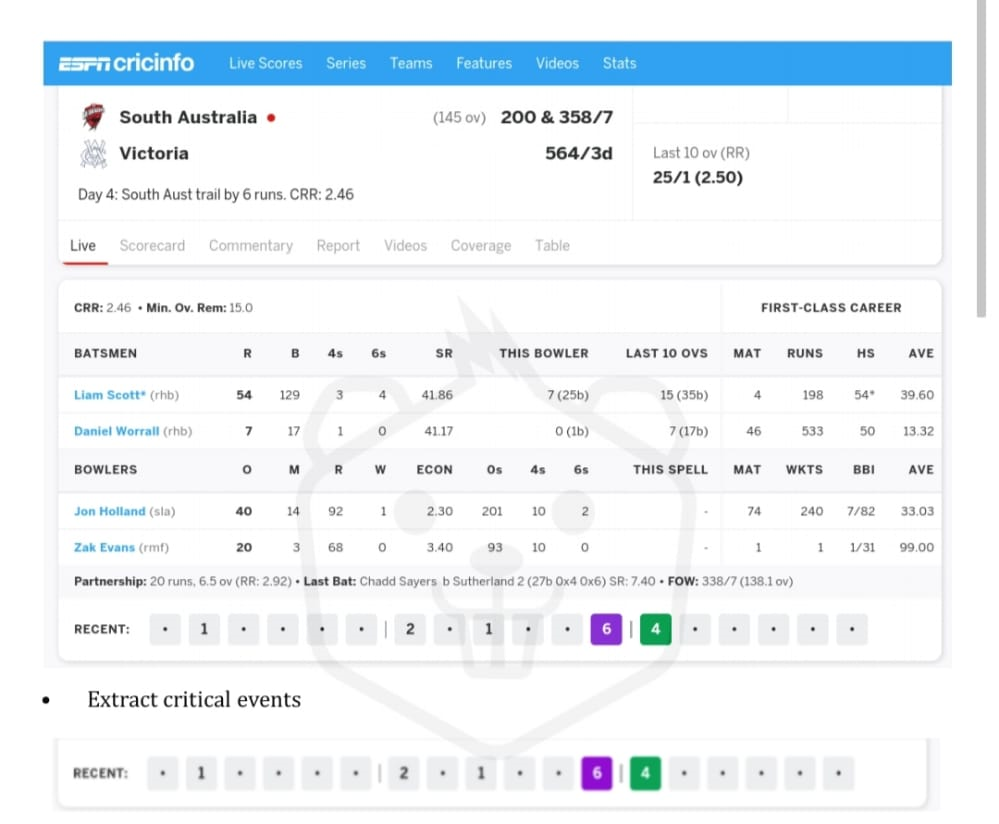 ESPN cricinfo Live Scores Series Teams Features Videos Stats
South Australia • (145 ov) 200 & 358/7
Victoria 564/3d
Last 10 ov (RR)
25/1 (2.50)
Day 4: South Aust trail by 6 runs. CRR: 2.46
Live Scorecard Commentary Report Videos Coverage Table
CRR: 2.46 • Min. Ov. Rem: 15.0 FIRST-CLASS CAREER
BATSMEN R B 4s 6s SR THIS BOWLER LAST 10 OVS MAT RUNS HS AVE
Liam Scott* (rhb) 54 129 3 4 41.86 7 (25b) 15 (35b) 4 198 54* 39.60
Daniel Worrall (rhb) 7 17 1 0 41.17 0 (1b) 7 (17b) 46 533 50 13.32
BOWLERS O M R W ECON 0s 4s 6s THIS SPELL MAT WKTS BBI AVE
Jon Holland (sla) 40 14 92 1 2.30 201 10 2 - 74 240 7/82 33.03
Zak Evans (rmf) 20 3 68 0 3.40 93 10 0 - 1 1 1/31 99.00
Partnership: 20 runs, 6.5 ov (RR: 2.92) • Last Bat: Chadd Sayers b Sutherland 2 (27b 0x4 0x6) SR: 7.40 • FOW: 338/7 (138.1 ov)
RECENT: • 1 • • • • | 2 • 1 • • 6 | 4 • • • • •
• Extract critical events
RECENT: • 1 • • • • | 2 • 1 • • 6 | 4 • • • • •